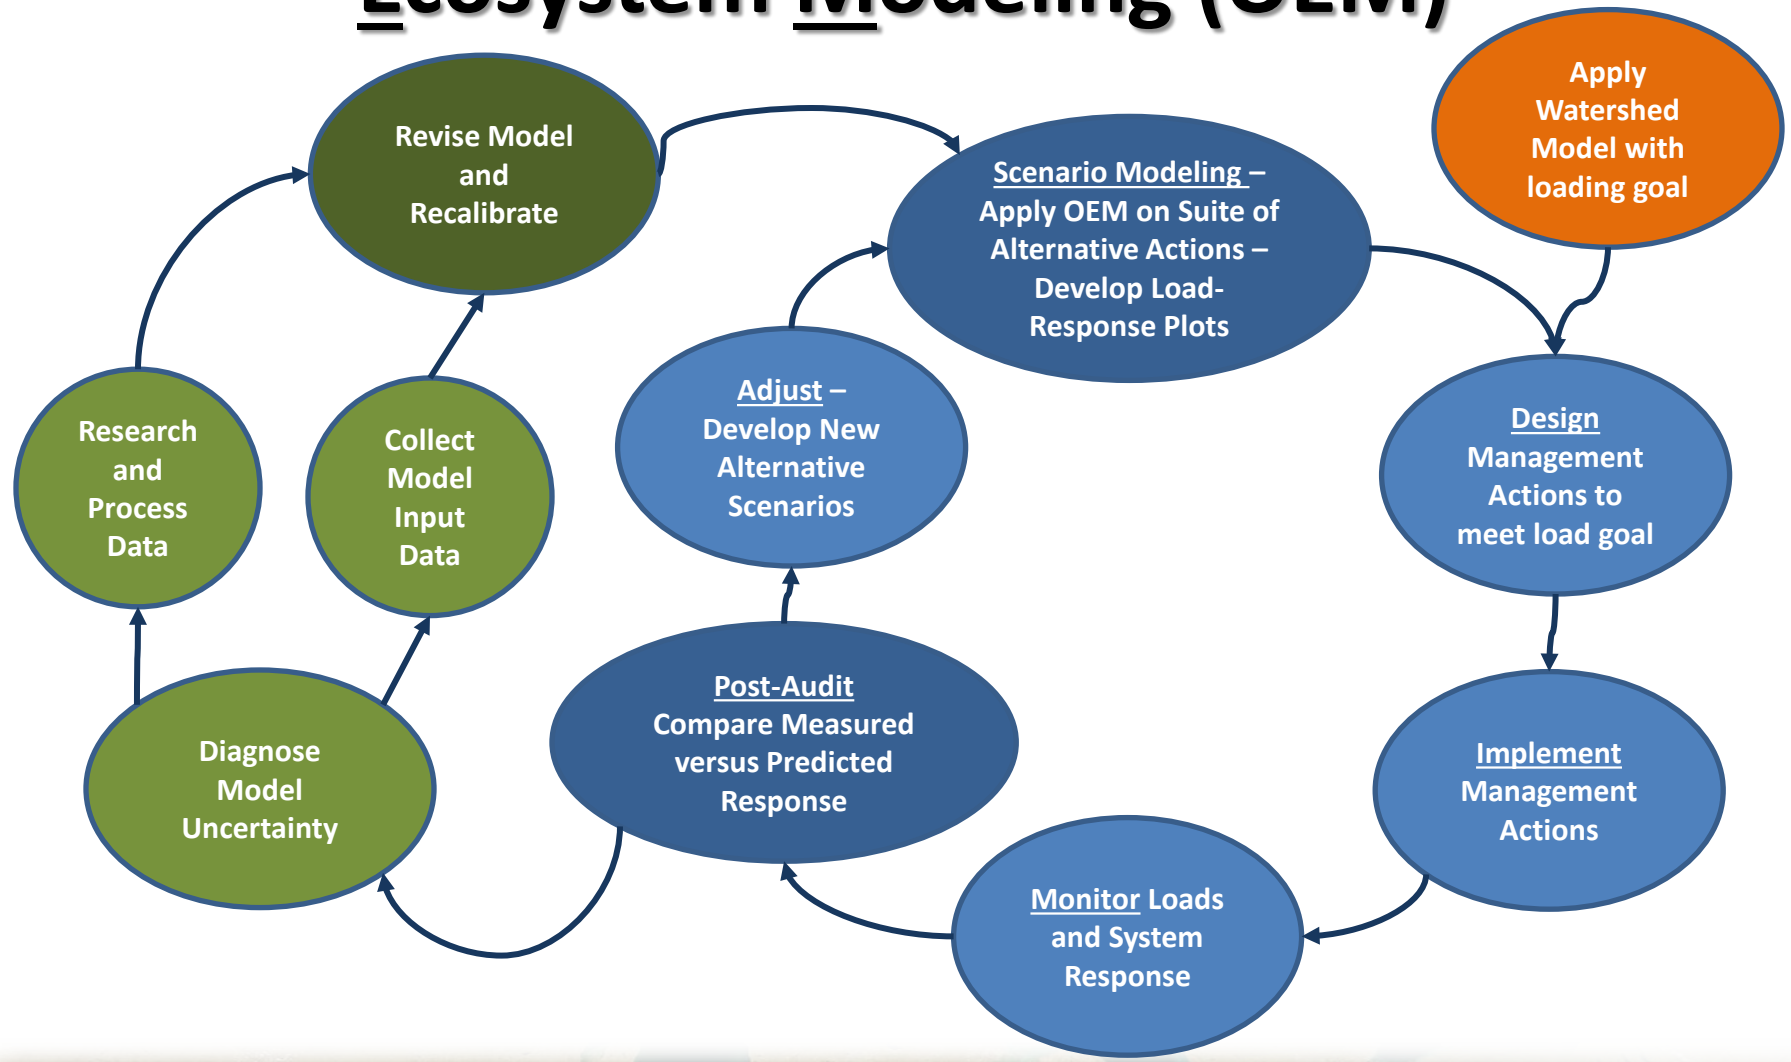 Ecosystem Modeling (OEM)
Apply
Watershed
Model with
loading goal
Revise Model
and
Recalibrate
Scenario Modeling –
Apply OEM on Suite of
Alternative Actions –
Develop Load-
Response Plots
Research
and
Process
Data
Collect
Model
Input
Data
Adjust –
Develop New
Alternative
Scenarios
Design
Management
Actions to
meet load goal
Diagnose
Model
Uncertainty
Post-Audit
Compare Measured
versus Predicted
Response
Implement
Management
Actions
Monitor Loads
and System
Response